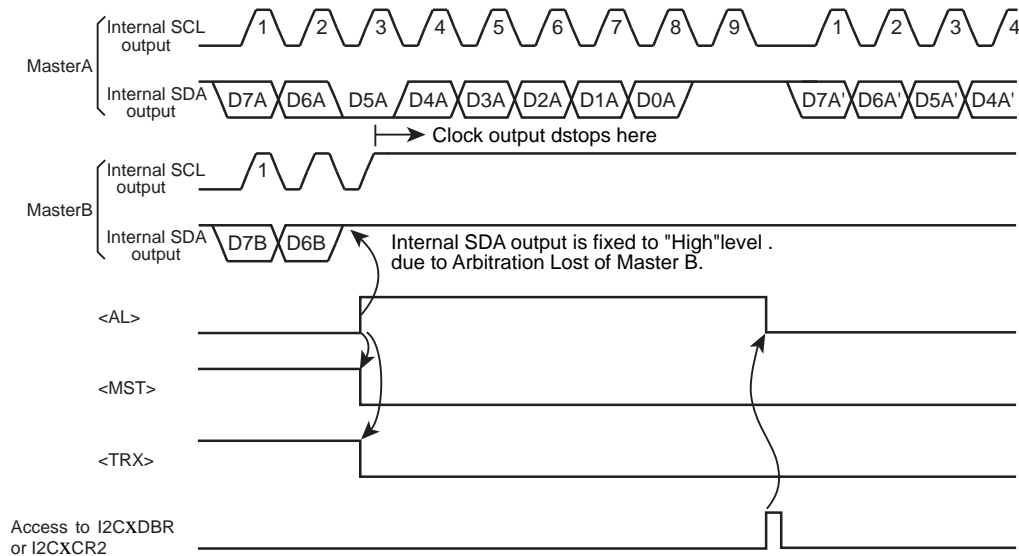 Internal SCL output 1 2 3 4 5 6 7 8 9 1 2 3 4
MasterA
Internal SDA output D7A D6A D5A D4A D3A D2A D1A D0A D7A' D6A' D5A' D4A'
Clock output dstops here
Internal SCL output 1
MasterB
Internal SDA output D7B D6B
Internal SDA output is fixed to "High"level .
due to Arbitration Lost of Master B.
<AL>
<MST>
<TRX>
Access to I2CXDBR
or I2CXCR2